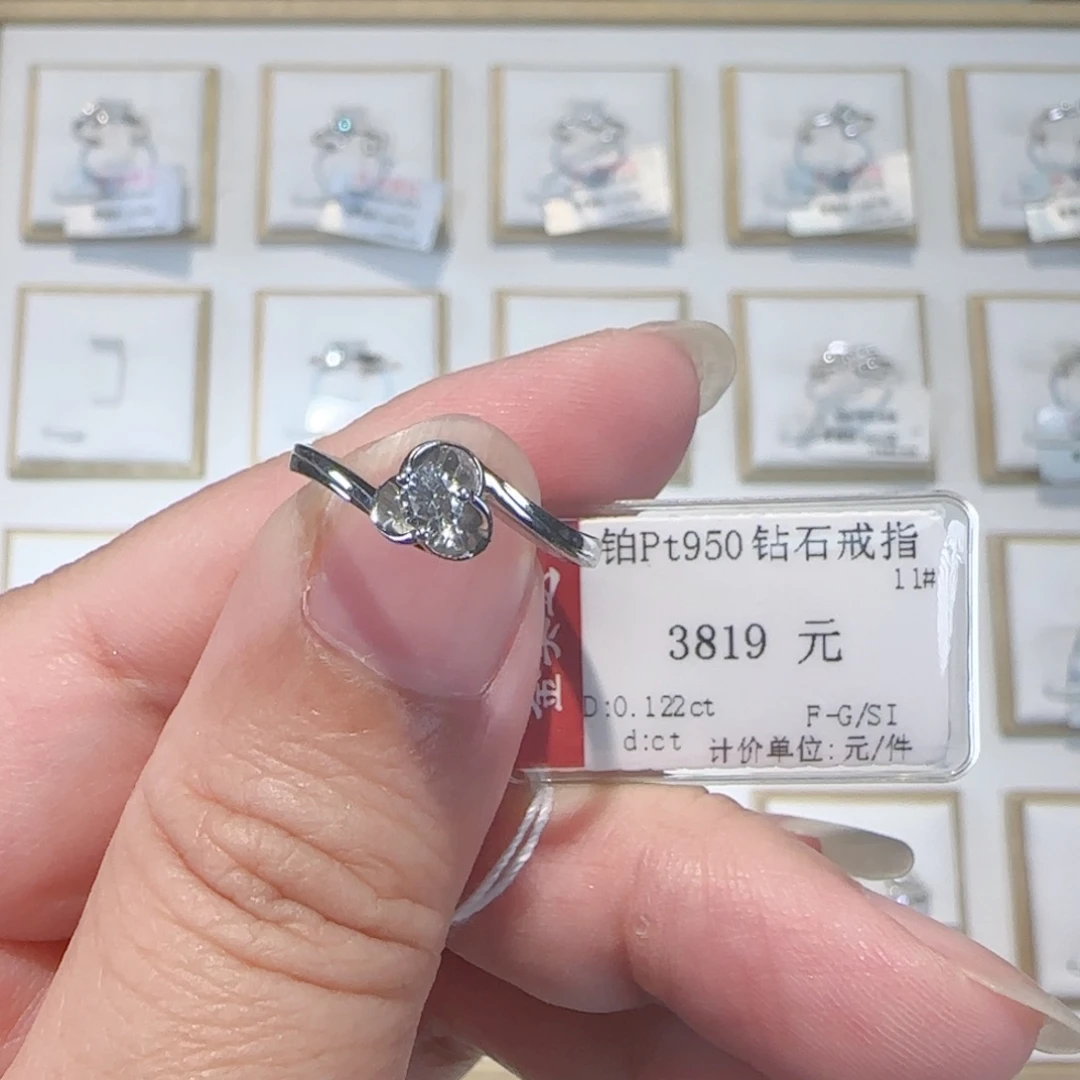 铂Pt950钻石戒指
11#
3819 元
D:0.122ct F-G/SI
d:ct 计价单位:元/件